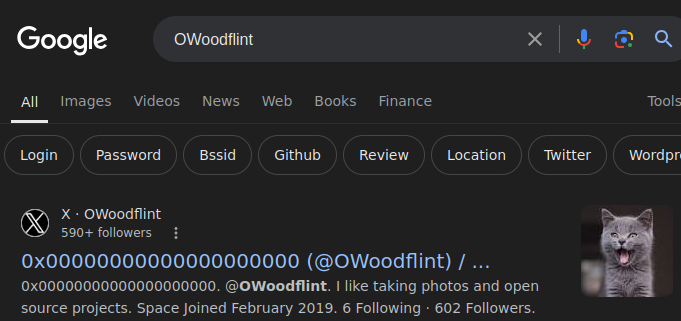 Google
OWoodflint
All Images Videos News Web Books Finance Tools
Login Password Bssid Github Review Location Twitter Wordpr
X · OWoodflint
590+ followers
0x00000000000000000000 (@OWoodflint) / ...
0x00000000000000000000. @OWoodflint. I like taking photos and open
source projects. Space Joined February 2019. 6 Following · 602 Followers.